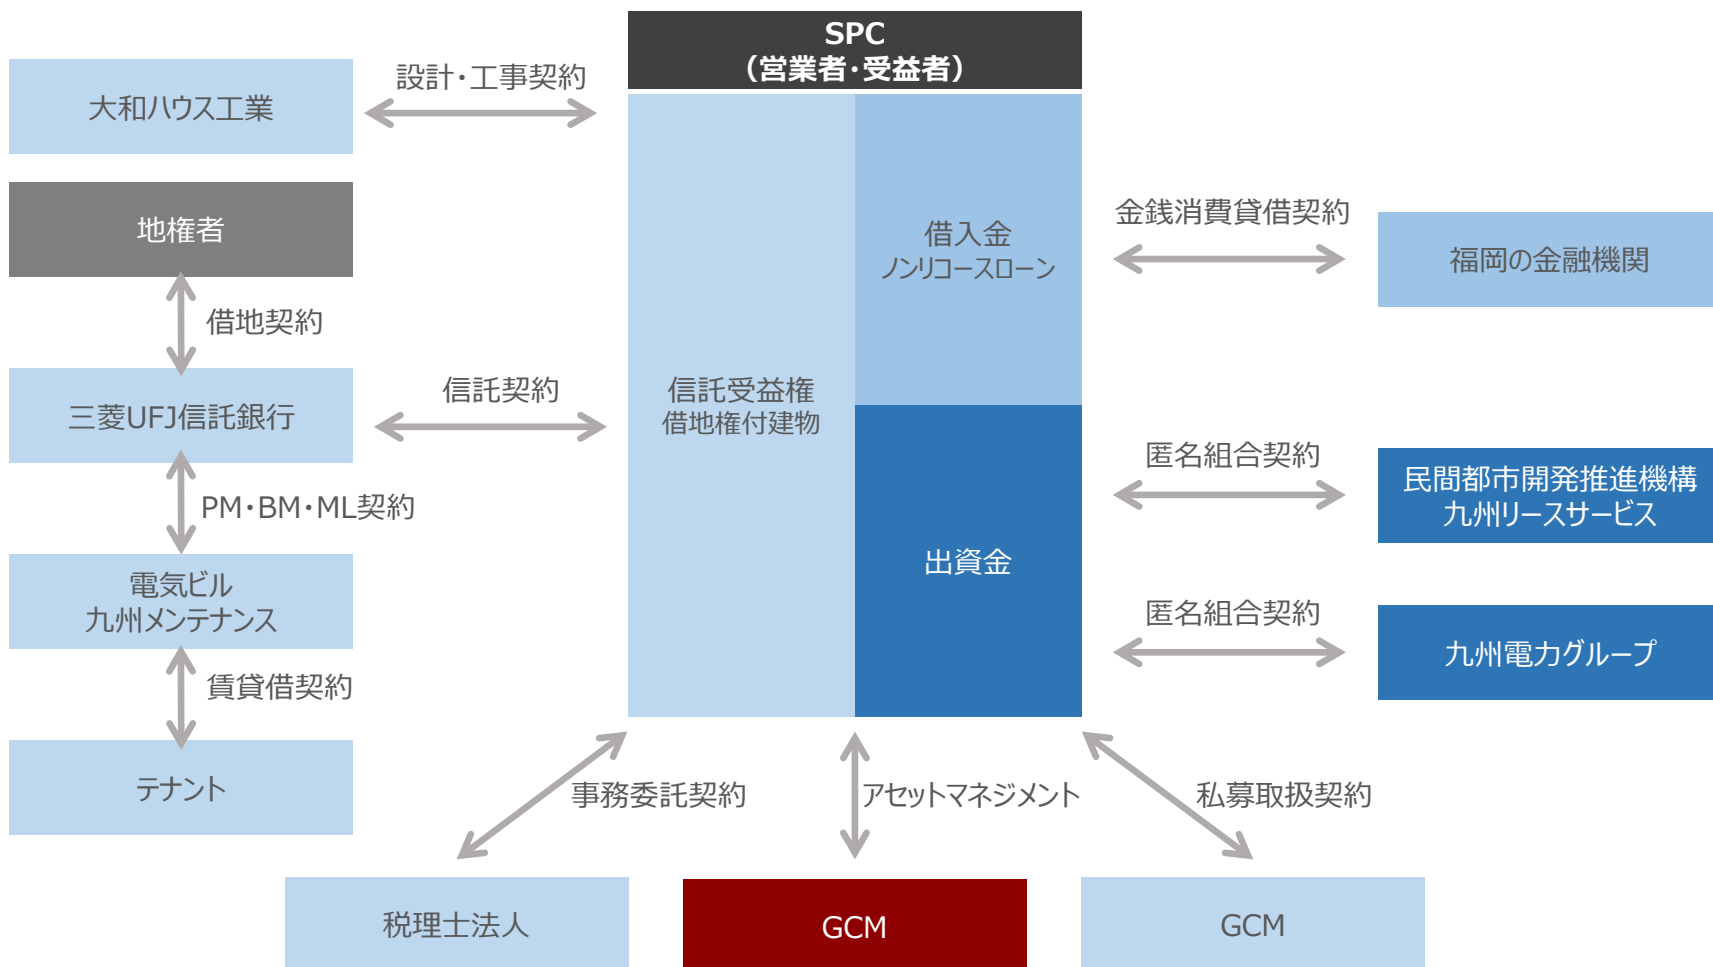 SPC
（営業者・受益者）
設計・工事契約
大和ハウス工業
地権者
借地契約
三菱UFJ信託銀行
信託契約
PM・BM・ML契約
電気ビル
九州メンテナンス
賃貸借契約
テナント
信託受益権
借地権付建物
借入金
ノンリコースローン
出資金
金銭消費貸借契約
福岡の金融機関
匿名組合契約
民間都市開発推進機構
九州リースサービス
匿名組合契約
九州電力グループ
事務委託契約
アセットマネジメント
私募取扱契約
税理士法人
GCM
GCM